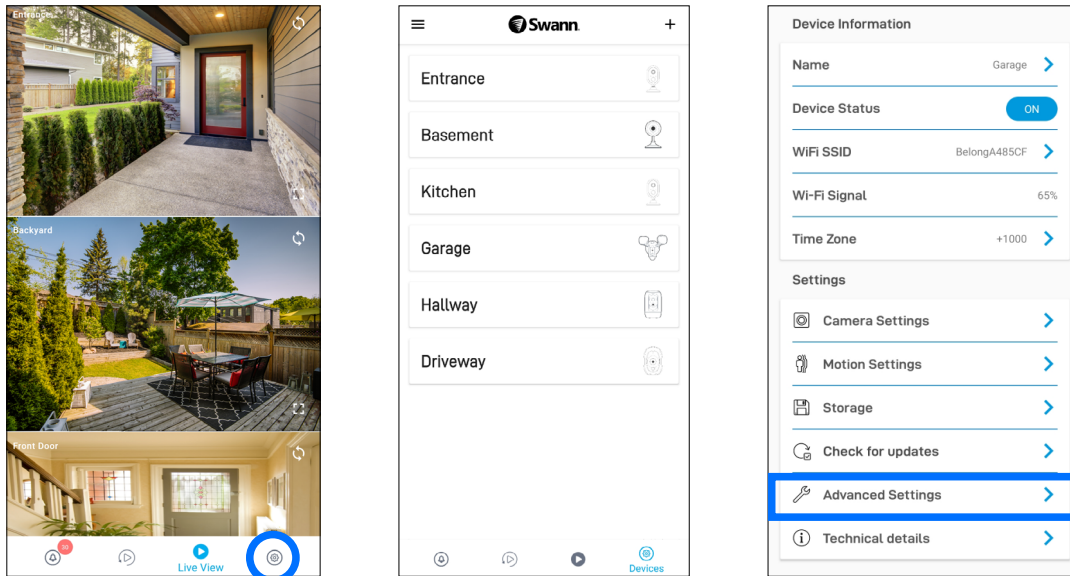 Entrance
Backyard
Front Door
70
Live View
Swann
Entrance
Basement
Kitchen
Garage
Hallway
Driveway
Devices
Device Information
Name Garage
Device Status ON
WiFi SSID BelongA485CF
Wi-Fi Signal 65%
Time Zone +1000
Settings
Camera Settings
Motion Settings
Storage
Check for updates
Advanced Settings
Technical details